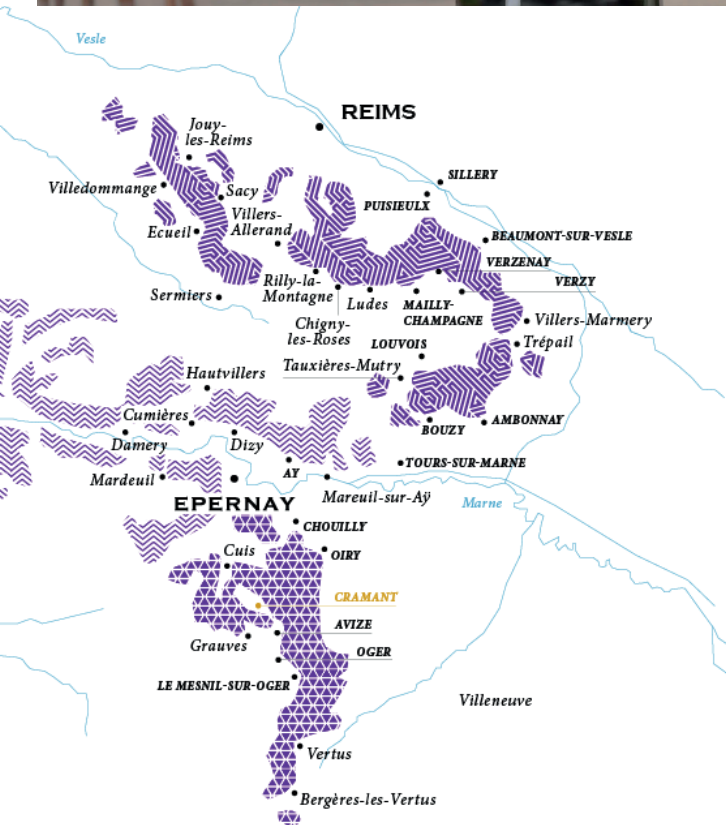 Vesle
REIMS
Jouy-
les-Reims
SILLERY
Villedommange
Sacy
PUISIEULX
Villers-
Allerand
Ecueil
BEAUMONT-SUR-VESLE
VERZENAY
Rilly-la-
Montagne
VERZY
Sermiers
Ludes
MAILLY-
CHAMPAGNE
Chigny-
les-Roses
Villers-Marmery
LOUVOIS
Trépail
Tauxières-Mutry
Hautvillers
Cumières
AMBONNAY
BOUZY
Damery
Dizy
TOURS-SUR-MARNE
AY
Mardeuil
Mareuil-sur-Aÿ
EPERNAY
Marne
CHOUILLY
Cuis
OIRY
CRAMANT
AVIZE
Grauves
OGER
LE MESNIL-SUR-OGER
Villeneuve
Vertus
Bergères-les-Vertus